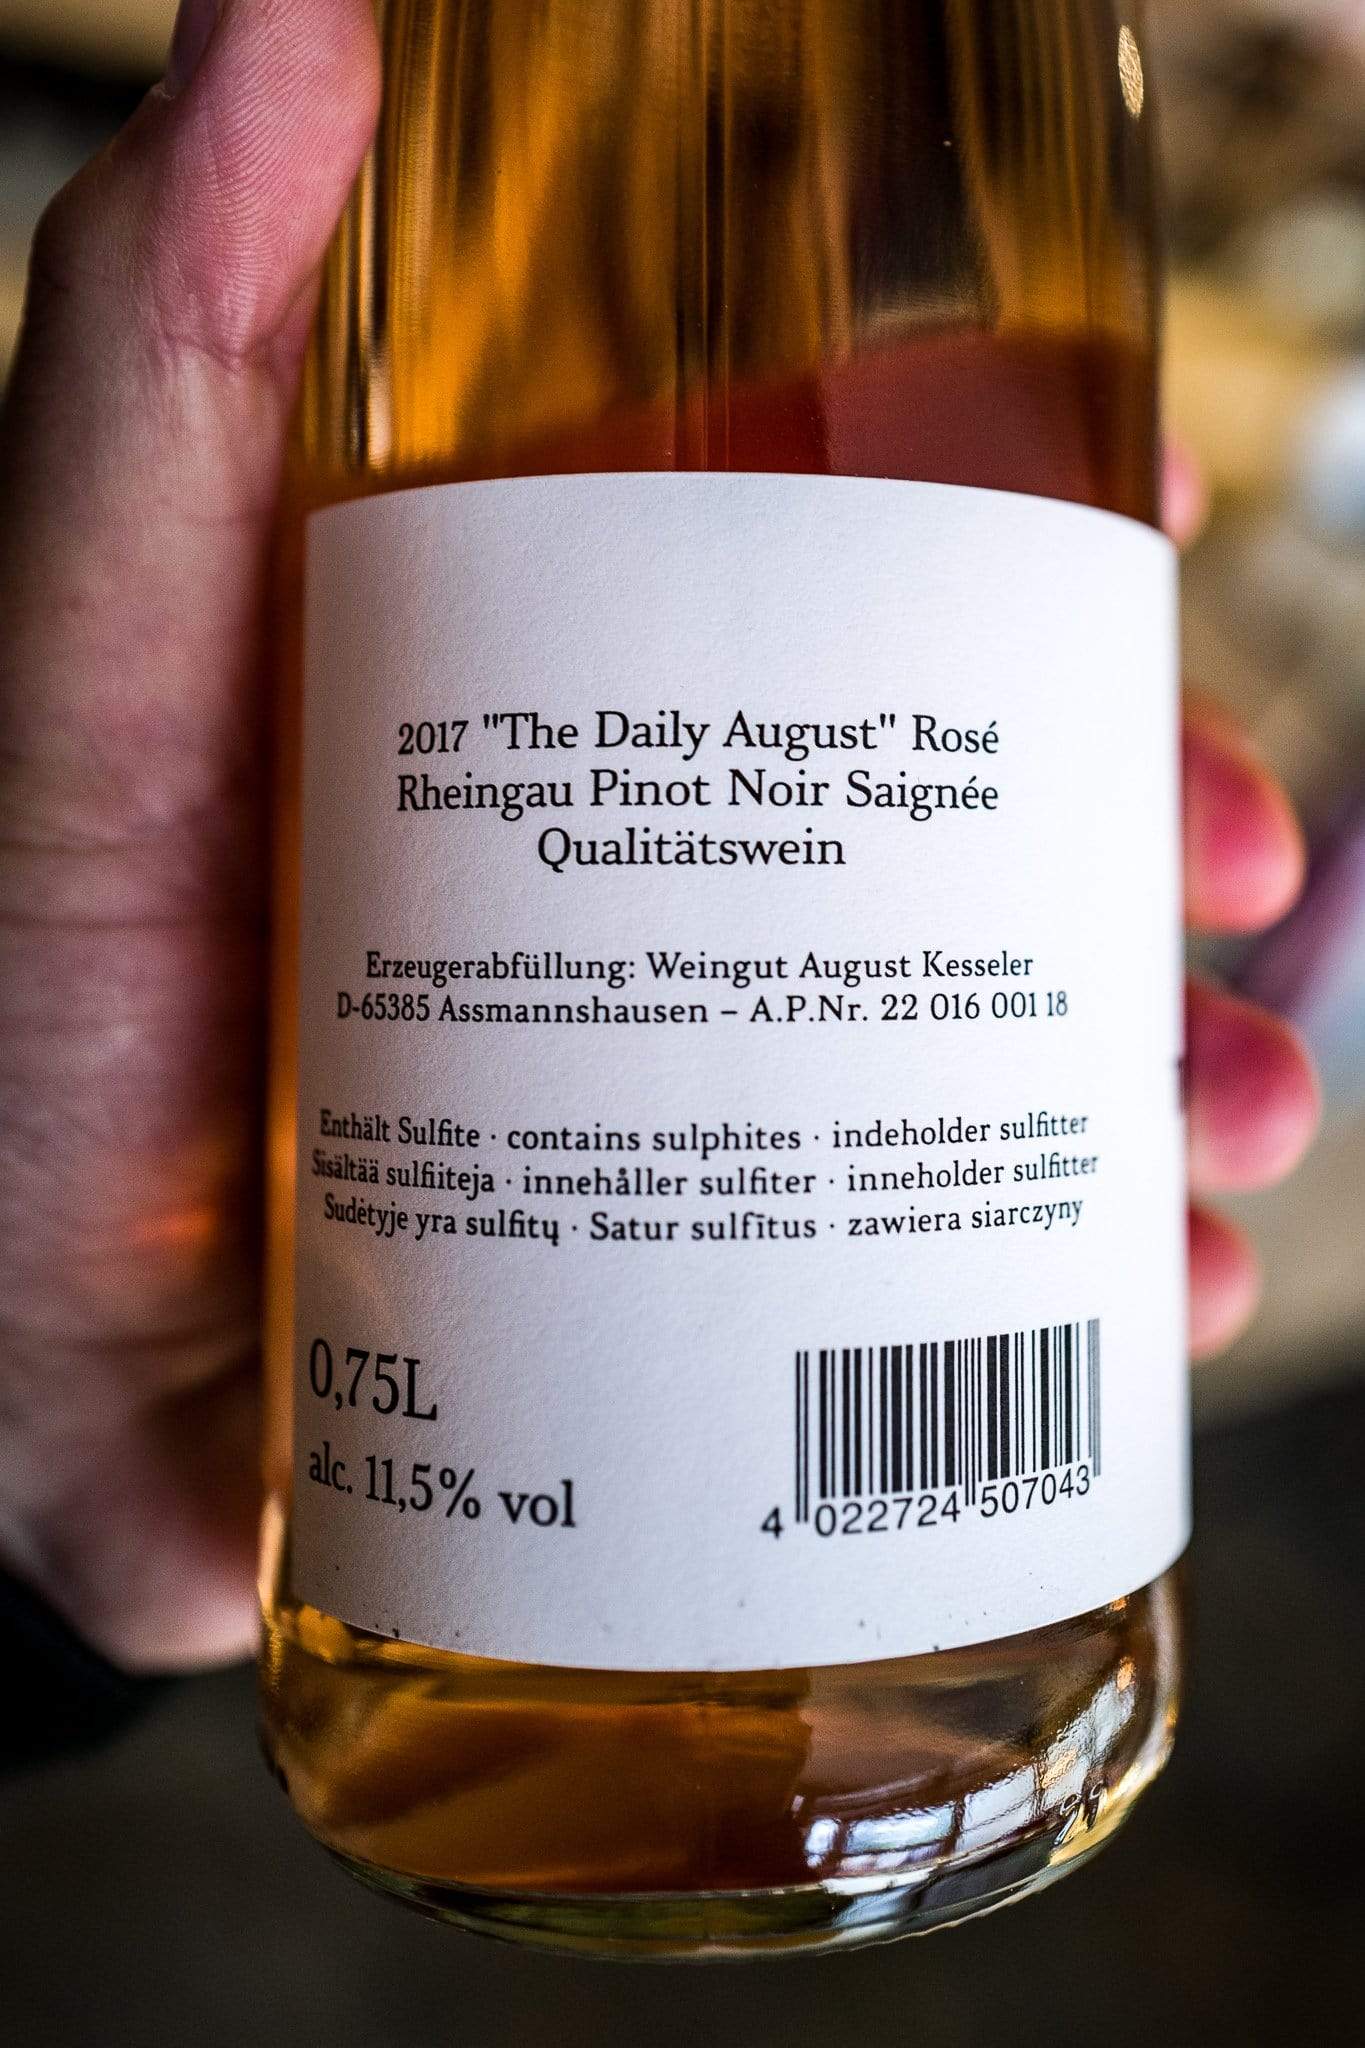 2017 "The Daily August" Rosé
Rheingau Pinot Noir Saignée
Qualitätswein
Erzeugerabfüllung: Weingut August Kesseler
D-65385 Assmannshausen – A.P.Nr. 22 016 001 18
Enthält Sulfite · contains sulphites · indeholder sulfitter
Sisältää sulfiiteja · innehåller sulfiter · inneholder sulfitter
Sudėtyje yra sulfitų · Satur sulfītus · zawiera siarczyny
0,75L
alc. 11,5% vol
4 022724 507043